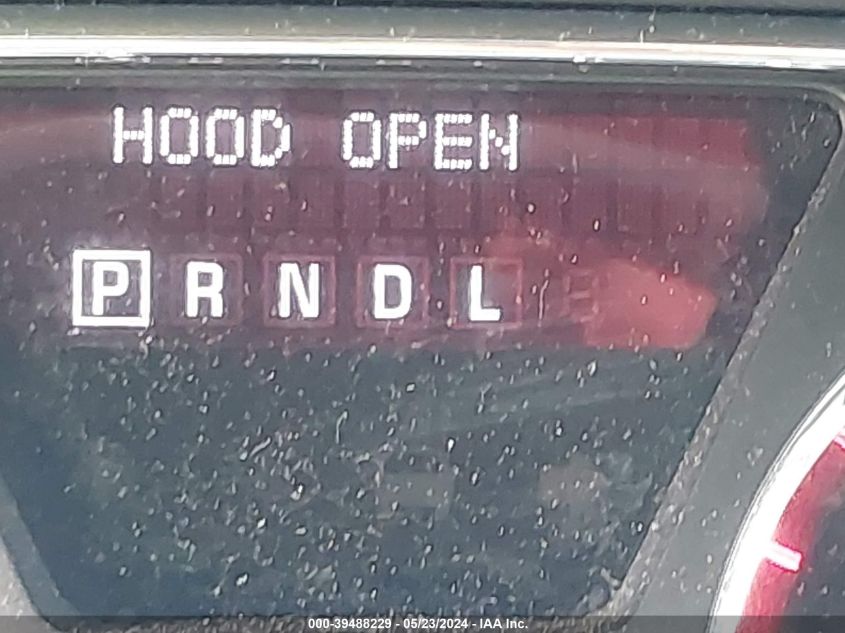 HOOD OPEN
P R N D L
000-39488229 - 05/23/2024 - IAA Inc.